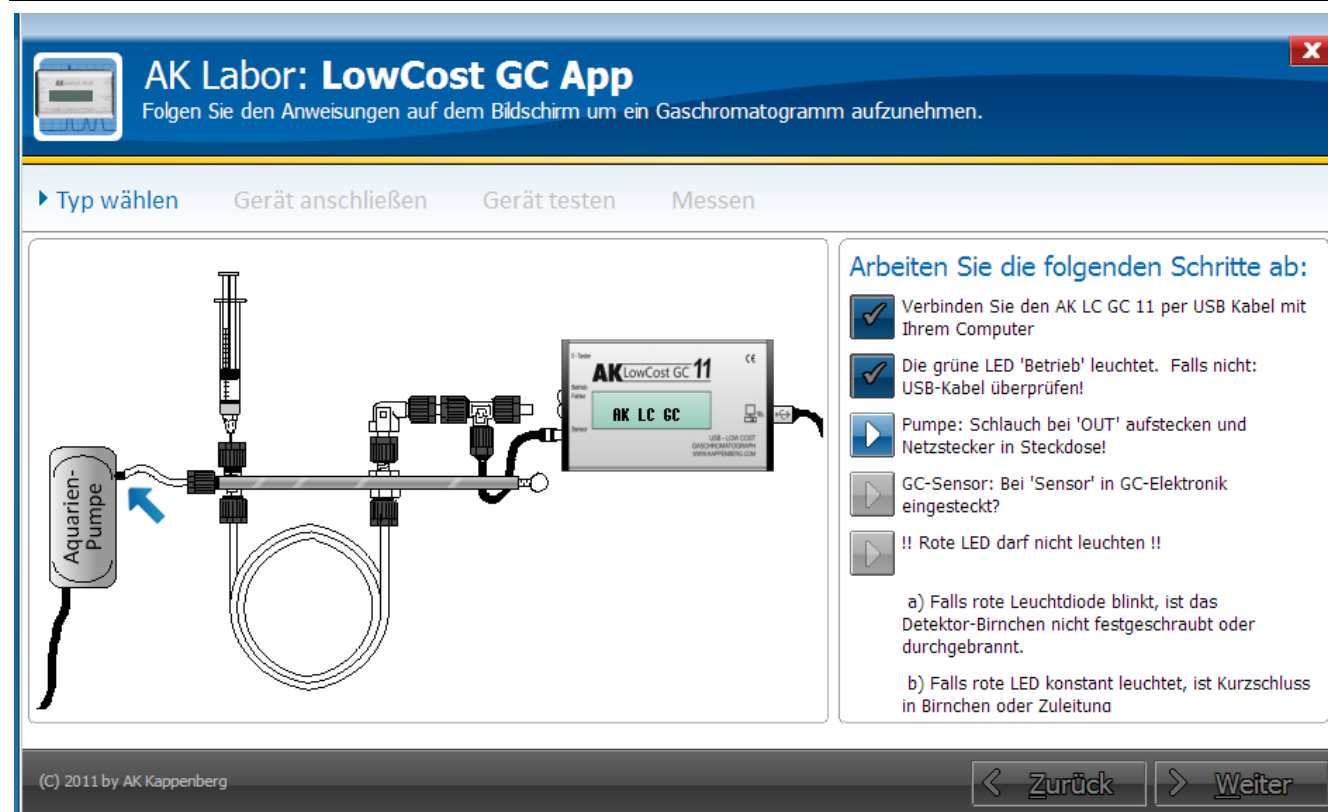 AK Labor: LowCost GC App
Folgen Sie den Anweisungen auf dem Bildschirm um ein Gaschromatogramm aufzunehmen.
Typ wählen
Gerät anschließen
Gerät testen
Messen
Aquarien-
Pumpe
AK LowCost GC 11
AK LC GC
Betrieb
Fehler
Sensor
USB - LOW COST
GASCHROMATOGRAPH
WWW.KAPPENBERG.COM
Arbeiten Sie die folgenden Schritte ab:
Verbinden Sie den AK LC GC 11 per USB Kabel mit
Ihrem Computer
Die grüne LED 'Betrieb' leuchtet. Falls nicht:
USB-Kabel überprüfen!
Pumpe: Schlauch bei 'OUT' aufstecken und
Netzstecker in Steckdose!
GC-Sensor: Bei 'Sensor' in GC-Elektronik
eingesteckt?
!! Rote LED darf nicht leuchten !!
a) Falls rote Leuchtdiode blinkt, ist das
Detektor-Birnchen nicht festgeschraubt oder
durchgebrannt.
b) Falls rote LED konstant leuchtet, ist Kurzschluss
in Birnchen oder Zuleitung
(C) 2011 by AK Kappenberg
Zurück
Weiter